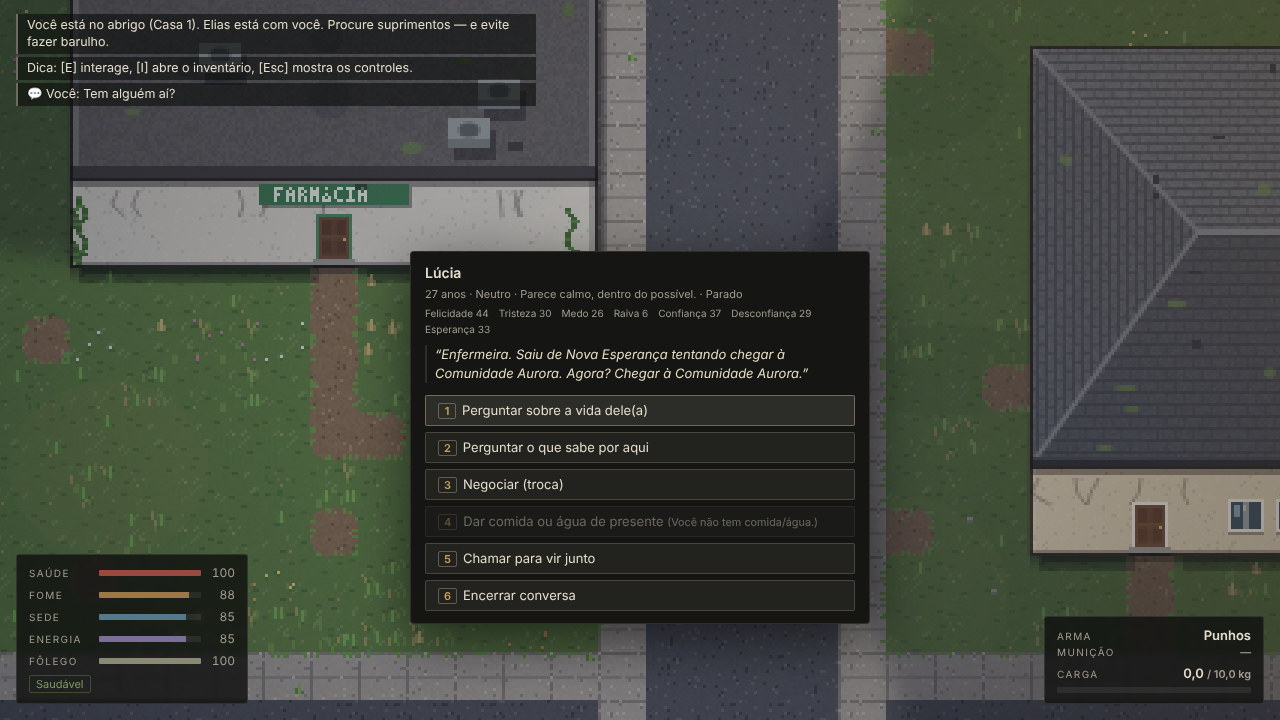 Você está no abrigo (Casa 1). Elias está com você. Procure suprimentos — e evite
fazer barulho.
Dica: [E] interage, [I] abre o inventário, [Esc] mostra os controles.
💬 Você: Tem alguém aí?
FARMÁCIA
Lúcia
27 anos · Neutro · Parece calmo, dentro do possível. · Parado
Felicidade 44 Tristeza 30 Medo 26 Raiva 6 Confiança 37 Desconfiança 29
Esperança 33
“Enfermeira. Saiu de Nova Esperança tentando chegar à
Comunidade Aurora. Agora? Chegar à Comunidade Aurora.”
1 Perguntar sobre a vida dele(a)
2 Perguntar o que sabe por aqui
3 Negociar (troca)
4 Dar comida ou água de presente (Você não tem comida/água.)
5 Chamar para vir junto
6 Encerrar conversa
SAÚDE 100
FOME 88
SEDE 85
ENERGIA 85
FÔLEGO 100
Saudável
ARMA Punhos
MUNIÇÃO —
CARGA 0,0 / 10,0 kg